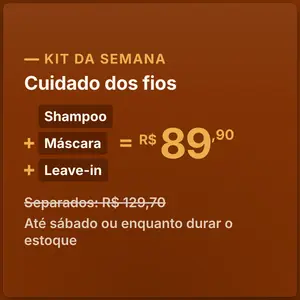 — KIT DA SEMANA
Cuidado dos fios
Shampoo
+ Máscara
+ Leave-in
= R$ 89,90
Separados: R$ 129,70
Até sábado ou enquanto durar o
estoque